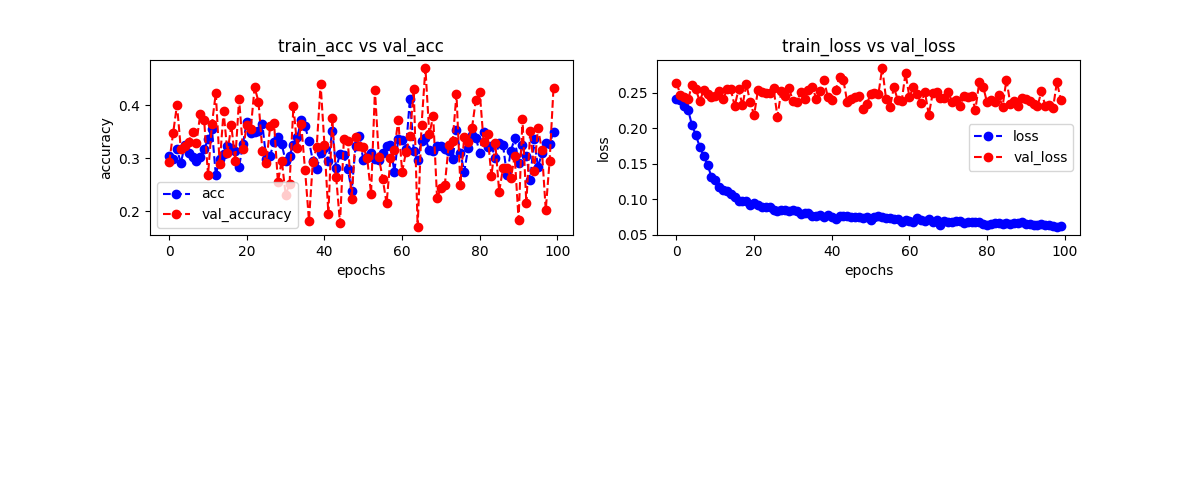 train_acc vs val_acc
accuracy
0.4
0.3
0.2
acc
val_accuracy
0 20 40 60 80 100
epochs
train_loss vs val_loss
loss
0.25
0.20
0.15
0.10
0.05
loss
val_loss
0 20 40 60 80 100
epochs